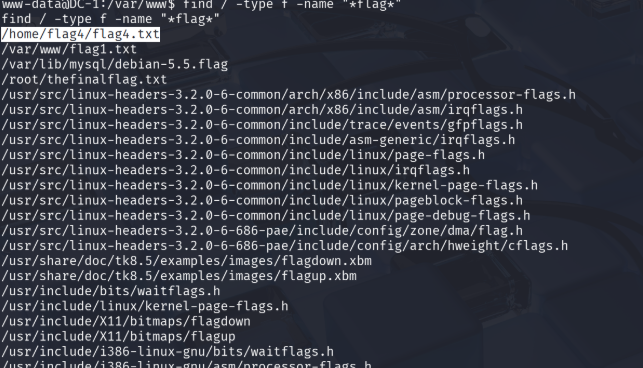 www-data@DC-1:/var/www$ find / -type f -name "*flag*"
find / -type f -name "*flag*"
/home/flag4/flag4.txt
/var/www/flag1.txt
/var/lib/mysql/debian-5.5.flag
/root/thefinalflag.txt
/usr/src/linux-headers-3.2.0-6-common/arch/x86/include/asm/processor-flags.h
/usr/src/linux-headers-3.2.0-6-common/arch/x86/include/asm/irqflags.h
/usr/src/linux-headers-3.2.0-6-common/include/trace/events/gfpflags.h
/usr/src/linux-headers-3.2.0-6-common/include/asm-generic/irqflags.h
/usr/src/linux-headers-3.2.0-6-common/include/linux/page-flags.h
/usr/src/linux-headers-3.2.0-6-common/include/linux/irqflags.h
/usr/src/linux-headers-3.2.0-6-common/include/linux/kernel-page-flags.h
/usr/src/linux-headers-3.2.0-6-common/include/linux/pageblock-flags.h
/usr/src/linux-headers-3.2.0-6-common/include/linux/page-debug-flags.h
/usr/src/linux-headers-3.2.0-6-686-pae/include/config/zone/dma/flag.h
/usr/src/linux-headers-3.2.0-6-686-pae/include/config/arch/hweight/cflags.h
/usr/share/doc/tk8.5/examples/images/flagdown.xbm
/usr/share/doc/tk8.5/examples/images/flagup.xbm
/usr/include/bits/waitflags.h
/usr/include/linux/kernel-page-flags.h
/usr/include/X11/bitmaps/flagdown
/usr/include/X11/bitmaps/flagup
/usr/include/i386-linux-gnu/bits/waitflags.h
/usr/include/i386-linux-gnu/asm/processor-flags.h